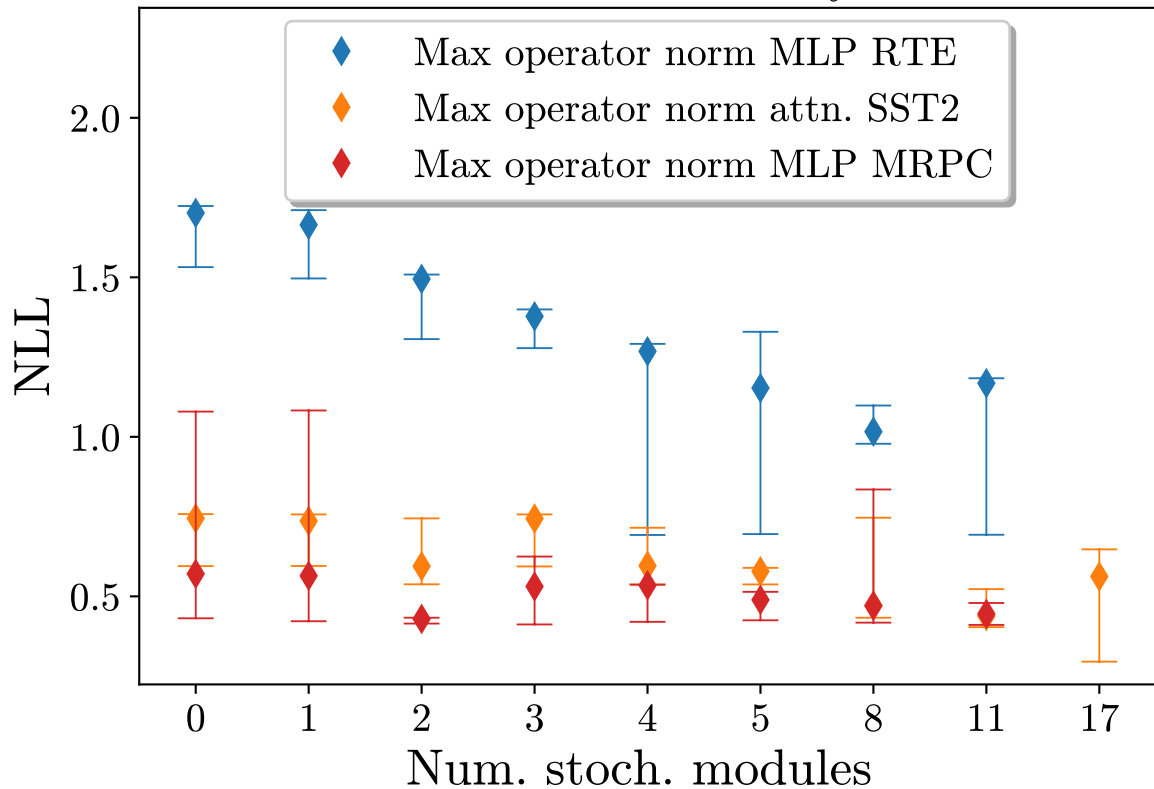 Max operator norm MLP RTE
Max operator norm attn. SST2
Max operator norm MLP MRPC
NLL
2.0
1.5
1.0
0.5
0 1 2 3 4 5 8 11 17
Num. stoch. modules